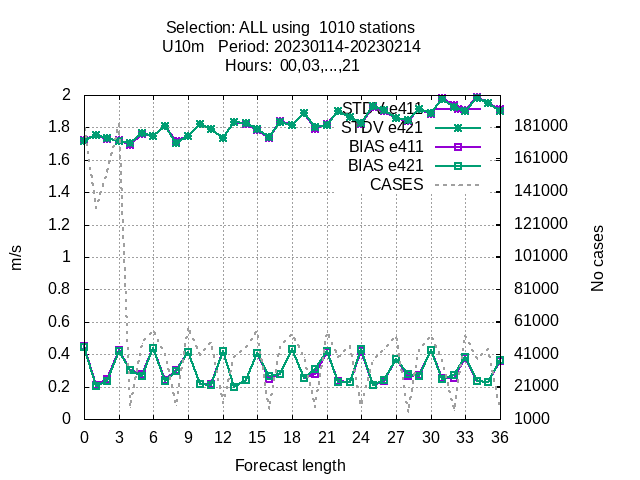 Selection: ALL using  1010 stations
U10m   Period: 20230114-20230214
Hours:  00,03,...,21
STDV e411
STDV e421
BIAS e411
BIAS e421
CASES
2
1.8
1.6
1.4
1.2
1
0.8
0.6
0.4
0.2
0
181000
161000
141000
121000
101000
81000
61000
41000
21000
1000
m/s
No cases
0 3 6 9 12 15 18 21 24 27 30 33 36
Forecast length